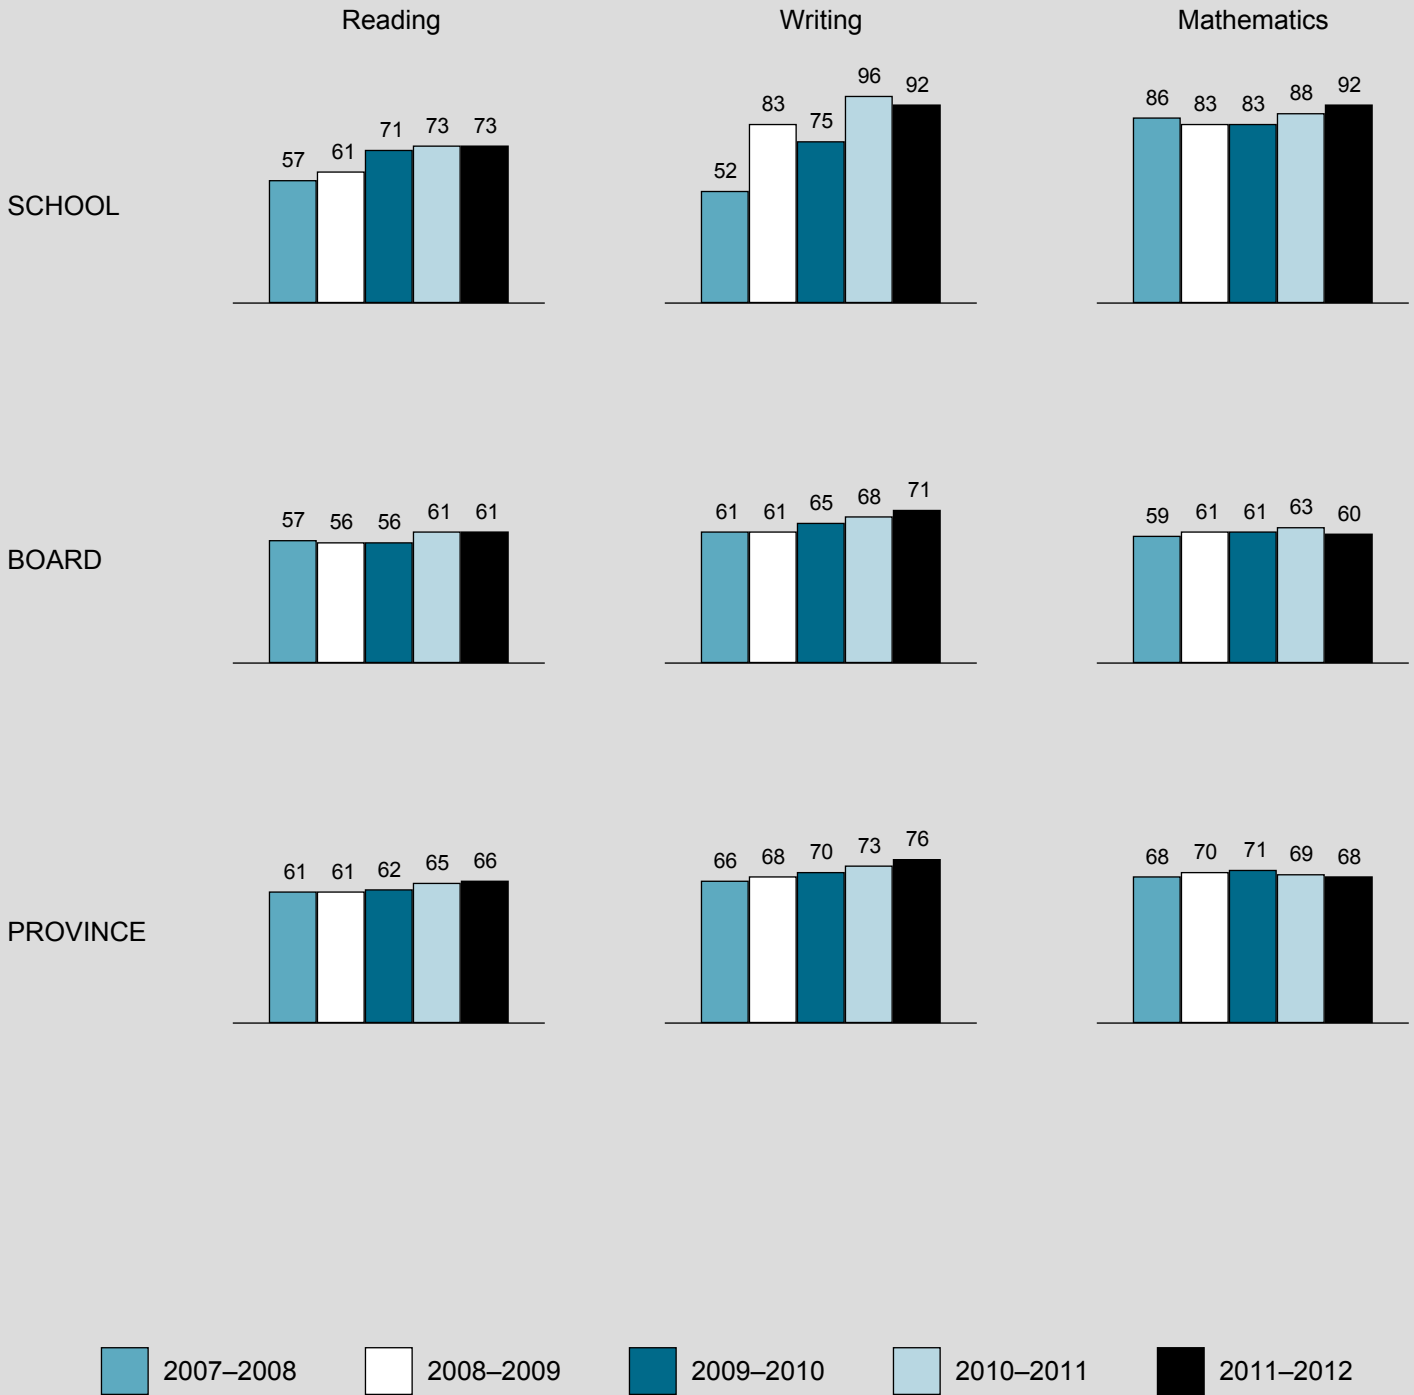 Reading Writing Mathematics
SCHOOL
57 61 71 73 73
52 83 75 96 92
86 83 83 88 92
BOARD
57 56 56 61 61
61 61 65 68 71
59 61 61 63 60
PROVINCE
61 61 62 65 66
66 68 70 73 76
68 70 71 69 68
2007–2008 2008–2009 2009–2010 2010–2011 2011–2012